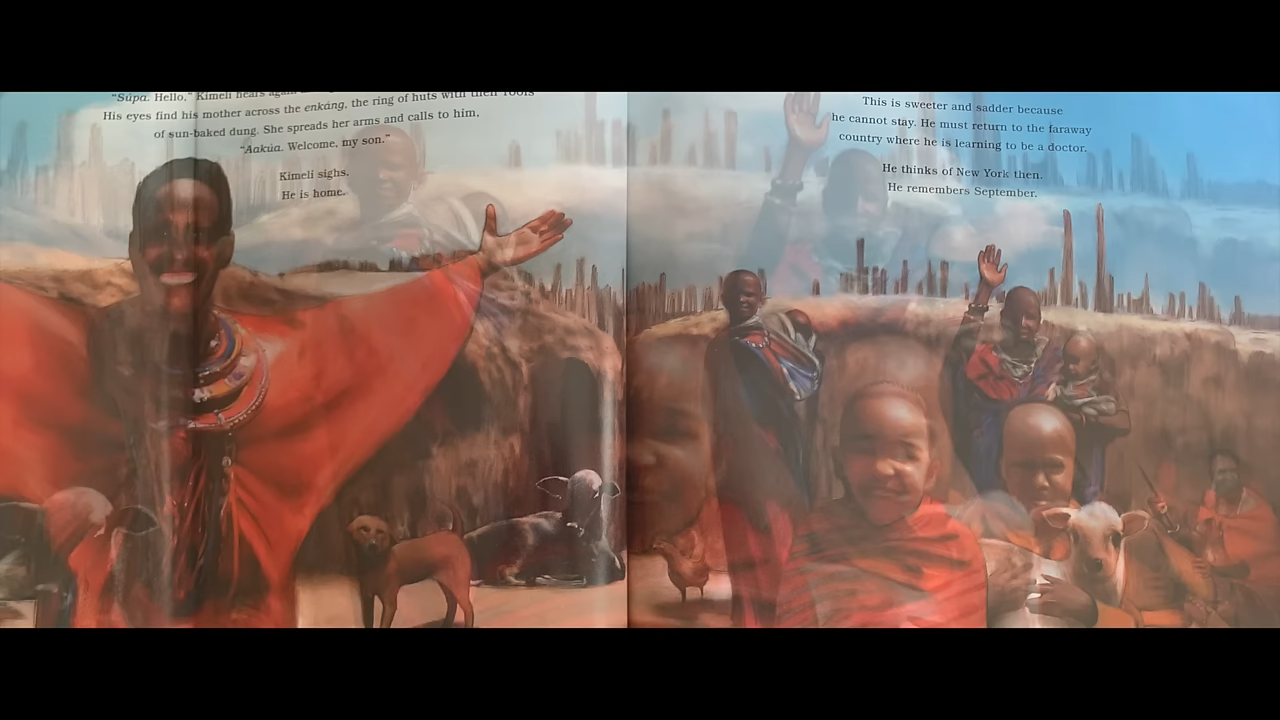 "Súpa. Hello," Kimeli hears again
His eyes find his mother across the enkáng, the ring of huts with their roofs
of sun-baked dung. She spreads her arms and calls to him,
"Aakúa. Welcome, my son."
Kimeli sighs.
He is home.
This is sweeter and sadder because
he cannot stay. He must return to the faraway
country where he is learning to be a doctor.
He thinks of New York then.
He remembers September.